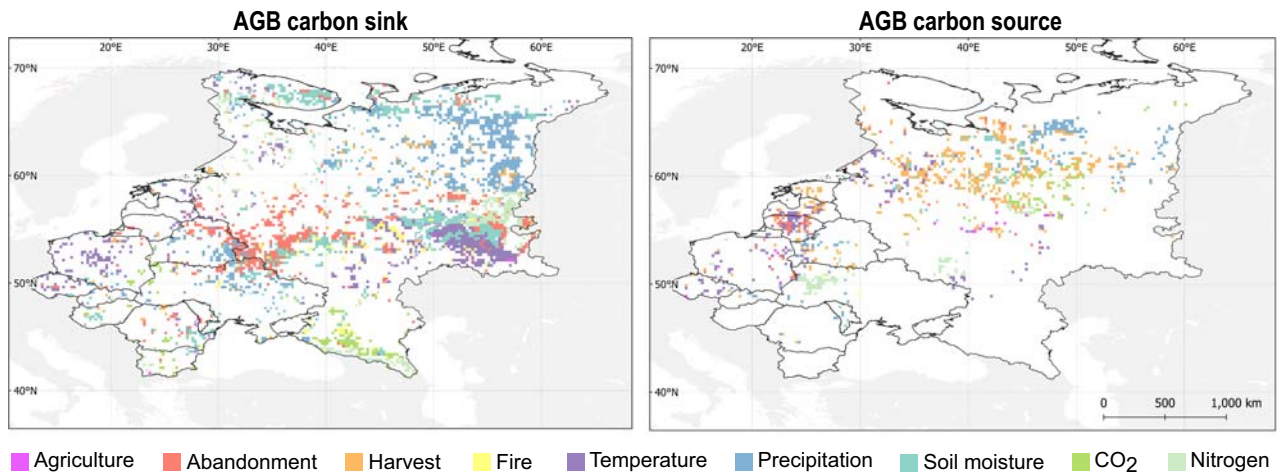 AGB carbon sink
AGB carbon source
20°E 30°E 40°E 50°E 60°E
20°E 30°E 40°E 50°E 60°E
70°N
70°N
60°N
60°N
50°N
50°N
40°N
40°N
0 500 1,000 km
Agriculture Abandonment Harvest Fire Temperature Precipitation Soil moisture CO2 Nitrogen